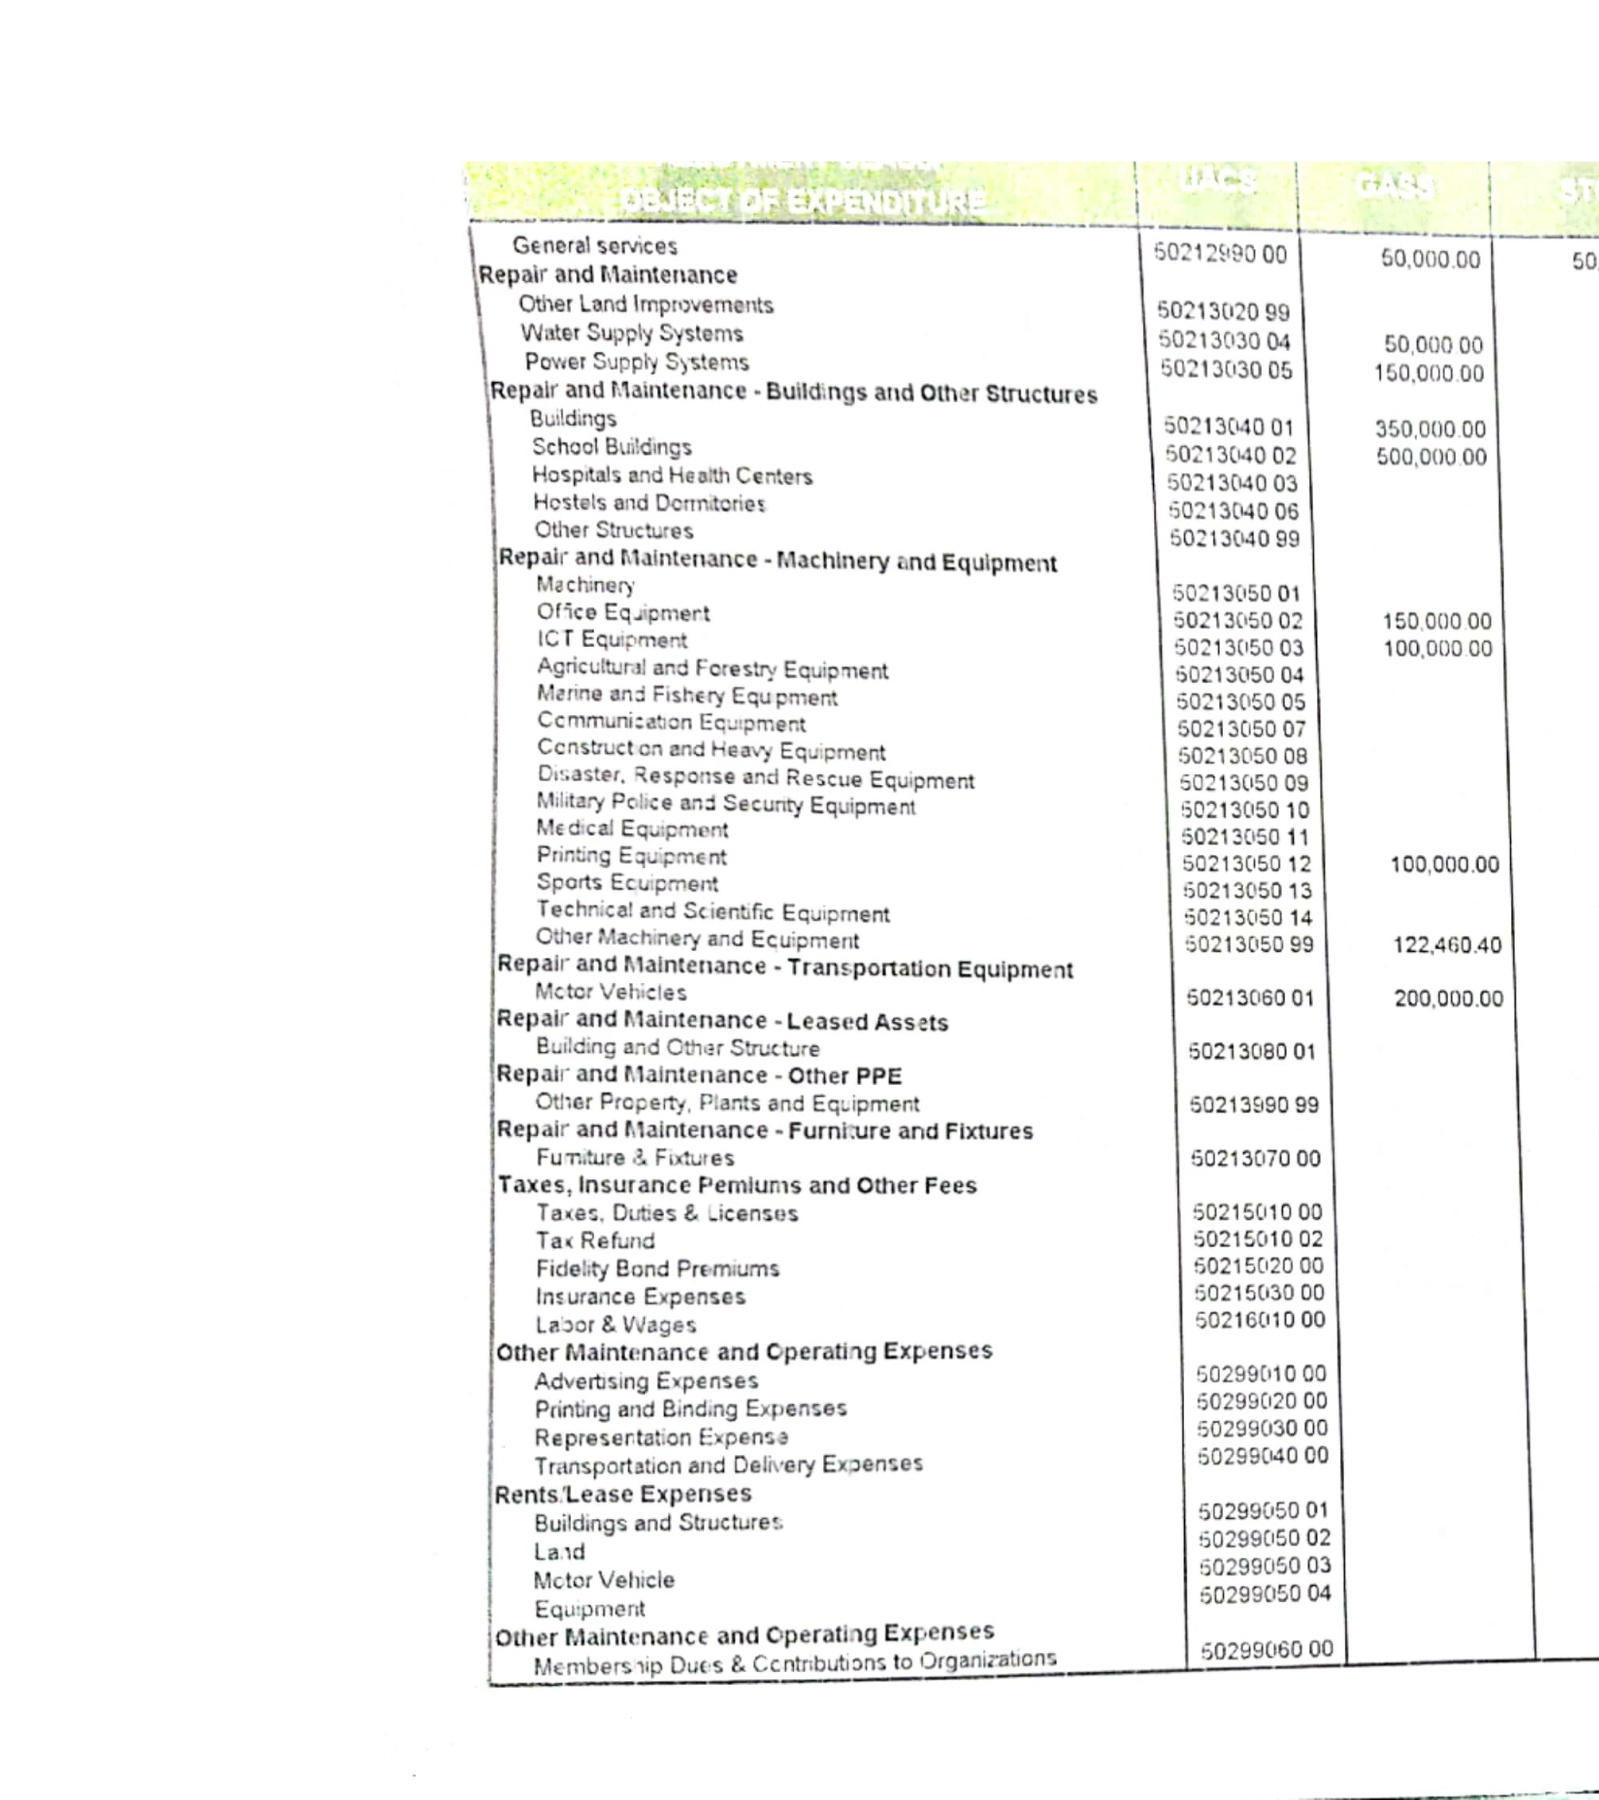 OBJECT OF EXPENDITURE UACS GASS
General services 50212990 00 50,000.00 50,
Repair and Maintenance
Other Land Improvements 50213020 99
Water Supply Systems 50213030 04 50,000.00
Power Supply Systems 50213030 05 150,000.00
Repair and Maintenance - Buildings and Other Structures
Buildings 50213040 01 350,000.00
School Buildings 50213040 02 500,000.00
Hospitals and Health Centers 50213040 03
Hostels and Dormitories 50213040 06
Other Structures 50213040 99
Repair and Maintenance - Machinery and Equipment
Machinery 50213050 01
Office Equipment 50213050 02 150,000.00
ICT Equipment 50213050 03 100,000.00
Agricultural and Forestry Equipment 50213050 04
Marine and Fishery Equipment 50213050 05
Communication Equipment 50213050 07
Construction and Heavy Equipment 50213050 08
Disaster, Response and Rescue Equipment 50213050 09
Military Police and Security Equipment 50213050 10
Medical Equipment 50213050 11
Printing Equipment 50213050 12 100,000.00
Sports Equipment 50213050 13
Technical and Scientific Equipment 50213050 14
Other Machinery and Equipment 50213050 99 122,460.40
Repair and Maintenance - Transportation Equipment
Motor Vehicles 50213060 01 200,000.00
Repair and Maintenance - Leased Assets
Building and Other Structure 50213080 01
Repair and Maintenance - Other PPE
Other Property, Plants and Equipment 50213990 99
Repair and Maintenance - Furniture and Fixtures
Furniture & Fixtures 50213070 00
Taxes, Insurance Pemiums and Other Fees
Taxes, Duties & Licenses 50215010 00
Tax Refund 50215010 02
Fidelity Bond Premiums 50215020 00
Insurance Expenses 50215030 00
Labor & Wages 50216010 00
Other Maintenance and Operating Expenses
Advertising Expenses 50299010 00
Printing and Binding Expenses 50299020 00
Representation Expense 50299030 00
Transportation and Delivery Expenses 50299040 00
Rents/Lease Expenses
Buildings and Structures 50299050 01
Land 50299050 02
Motor Vehicle 50299050 03
Equipment 50299050 04
Other Maintenance and Operating Expenses
Membership Dues & Contributions to Organizations 50299060 00